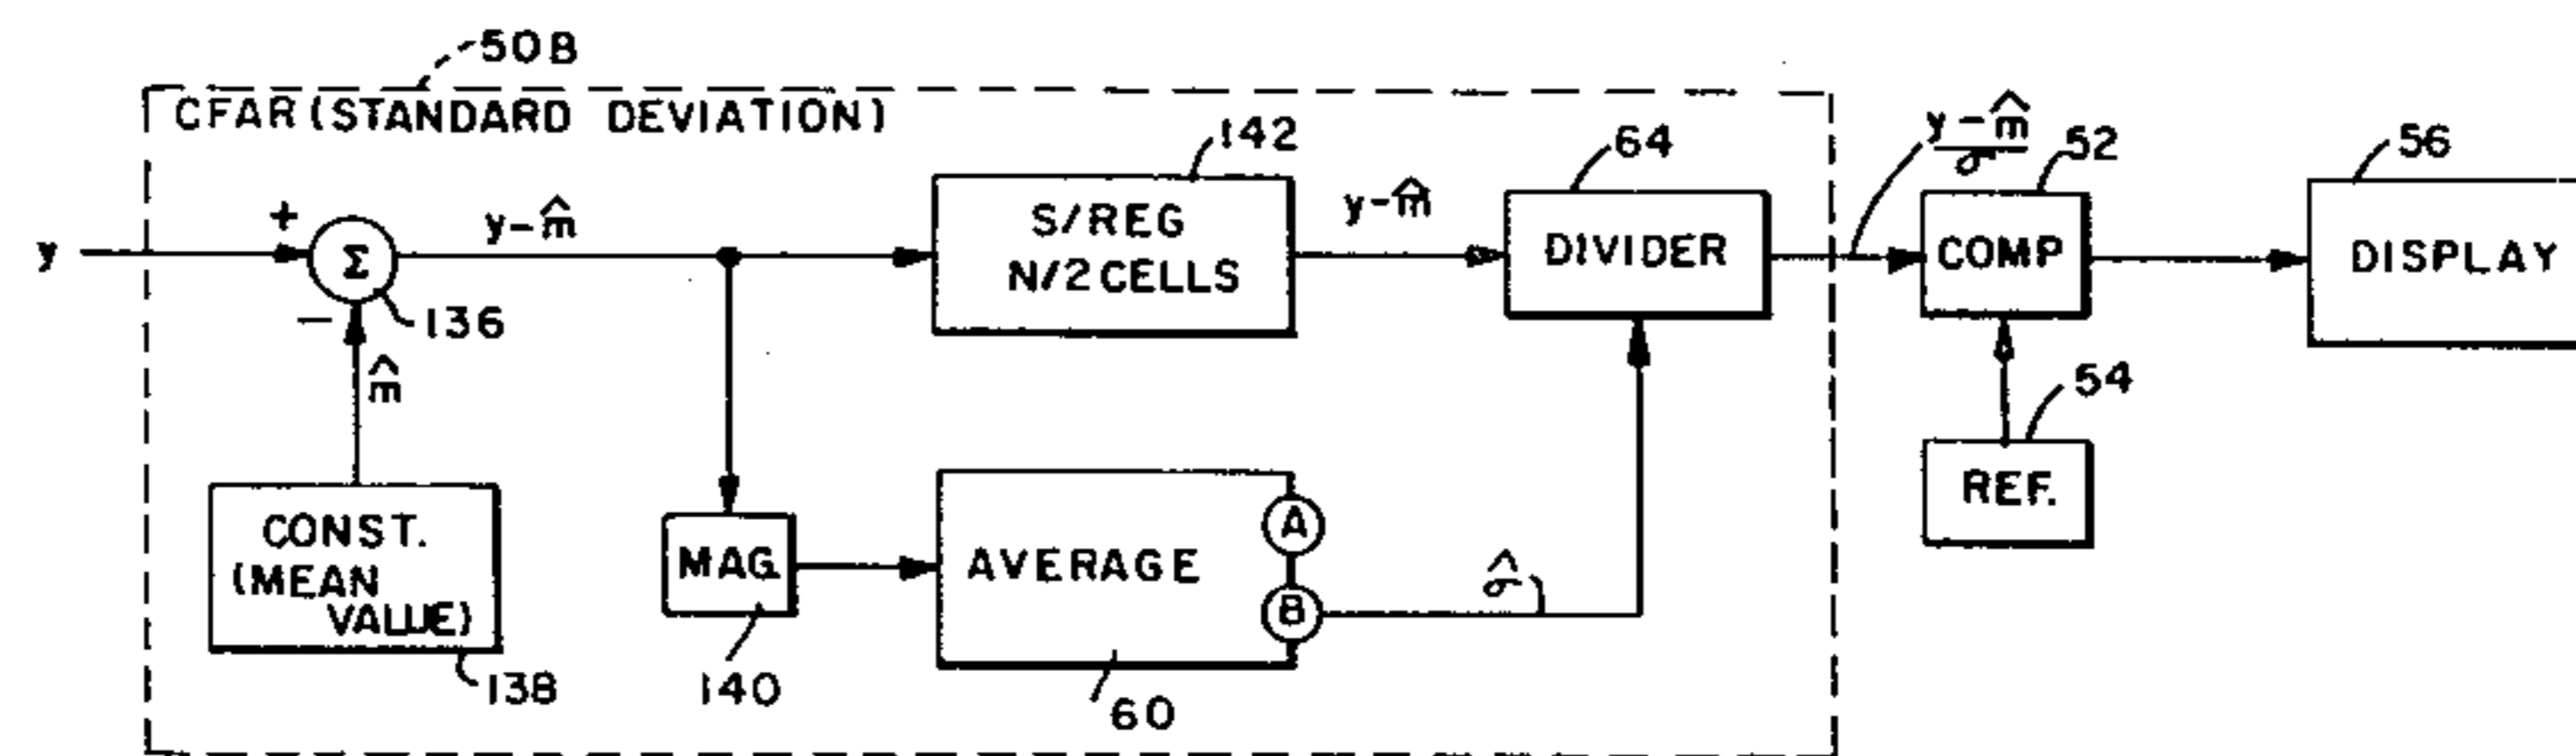 50B
CFAR (STANDARD DEVIATION)
142
64
y-m̂
σ
52
56
+
y
Σ
y-m̂
S/REG
N/2 CELLS
y-m̂
DIVIDER
COMP
DISPLAY
−
136
m̂
54
CONST.
(MEAN
VALUE)
MAG
AVERAGE
A
B
σ̂
REF.
138
140
60